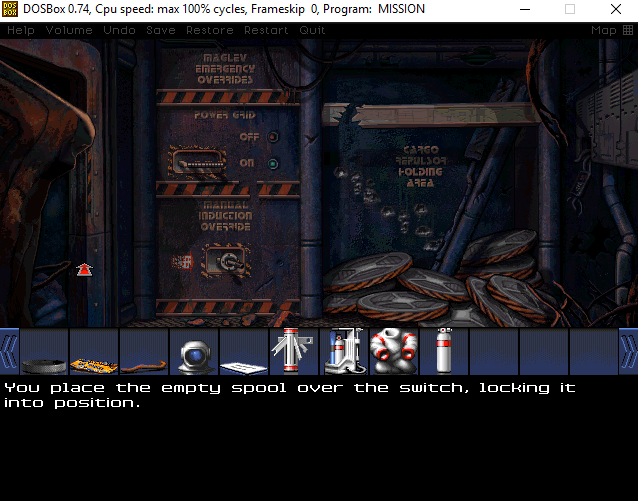 DOS
BOX
DOSBox 0.74, Cpu speed: max 100% cycles, Frameskip 0, Program: MISSION
Help Volume Undo Save Restore Restart Quit Map
MAGLEV
EMERGENCY
OVERRIDES
POWER GRID
OFF
ON
CARGO
REPULSOR
HOLDING
AREA
MANUAL
INDUCTION
OVERRIDE
You place the empty spool over the switch, locking it
into position.